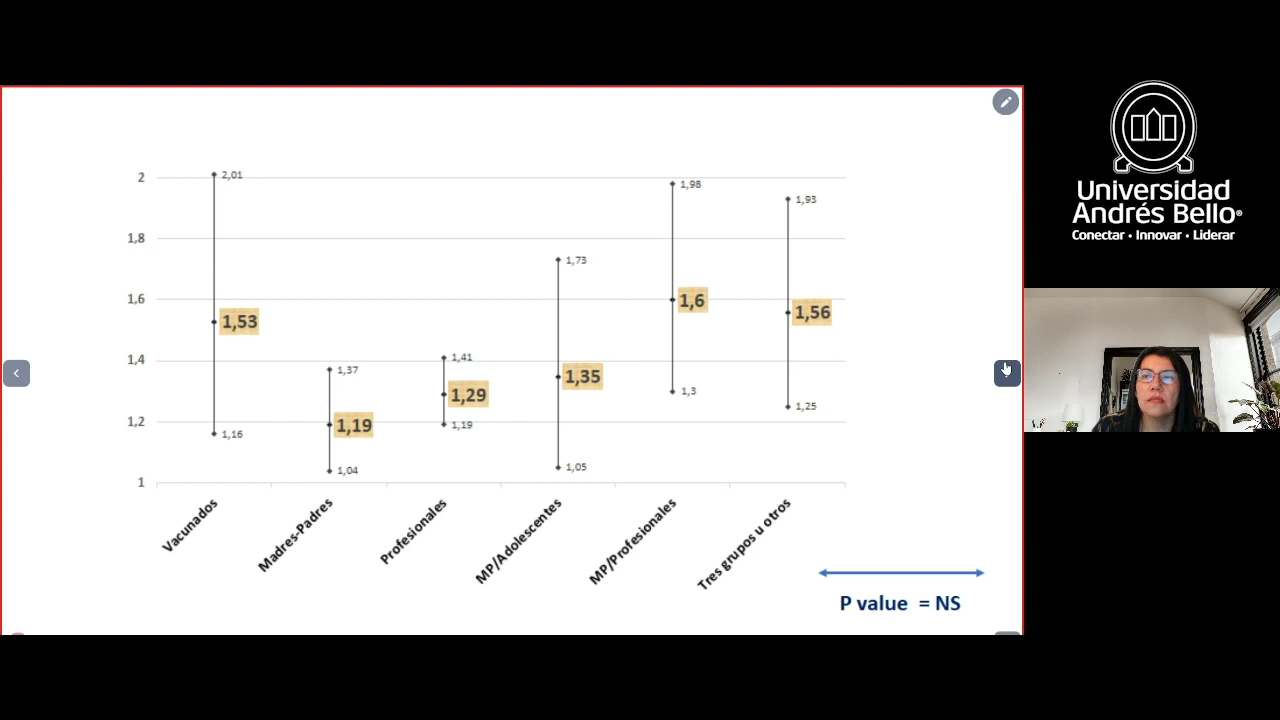 2
1,8
1,6
1,4
1,2
1
2,01
1,53
1,16
1,37
1,19
1,04
1,41
1,29
1,19
1,73
1,35
1,05
1,98
1,6
1,3
1,93
1,56
1,25
Vacunados
Madres-Padres
Profesionales
MP/Adolescentes
MP/Profesionales
Tres grupos u otros
P value = NS
Universidad
Andrés Bello®
Conectar • Innovar • Liderar